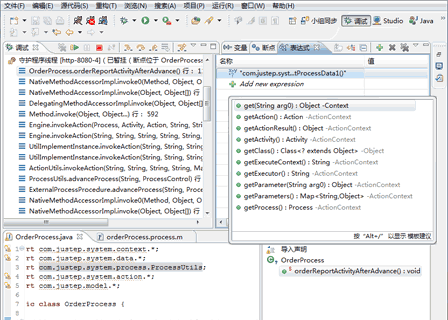 文件(F) 编辑(E) 源代码(S) 重构(T) 浏览(N) 搜索(A) 项目(P) 运行(R) 窗口(W) 帮助(H)
小组同步 调试 Studio Java
调试
守护程序线程 [http-8080-4] (已暂挂 (断点位于 OrderProcess
OrderProcess.orderReportActivityAfterAdvance() 行: 1
NativeMethodAccessorImpl.invoke0(Method, Object, Object[])
NativeMethodAccessorImpl.invoke(Object, Object[]) 行
DelegatingMethodAccessorImpl.invoke(Object, Object[])
Method.invoke(Object, Object...) 行: 592
Engine.invokeAction(Process, Activity, Action, String, String,
Engine.invokeAction(String, String, String, String, String,
UtilImplement$Instance.invokeAction(String, String, String,
UtilImplementInstance.invokeAction(String, String, String,
ActionUtils.invokeAction(String, String, String, Map, Map)
ProcessUtils.advanceProcess(String, ProcessControl) 行:
ExternalProcessProcedure.advanceProcess(String, Process
NativeMethodAccessorImpl.invoke0(Method, Object, Object[])
NativeMethodAccessorImpl.invoke(Object, Object[]) 行
变量 断点 表达式
名称 值
"com.justep.syst...tProcessData1()"
Add new expression
get(String arg0) : Object -Context
getAction() : Action - ActionContext
getActionResult() : Object - ActionContext
getActivity() : Activity - ActionContext
getClass() : Class<? extends Object> - Object
getExecuteContext() : String - ActionContext
getExecutor() : String - ActionContext
getParameter(String arg0) : Object - ActionContext
getParameters() : Map<String,Object> - ActionContext
getProcess() : Process - ActionContext
按 "Alt+/" 以显示 模板建议
OrderProcess.java order.process.m
rt com.justep.system.context.*;
rt com.justep.system.data.*;
rt com.justep.system.process.ProcessUtils;
rt com.justep.system.action.*;
rt com.justep.model.*;
ic class OrderProcess {
导入声明
OrderProcess
orderReportActivityAfterAdvance() : void